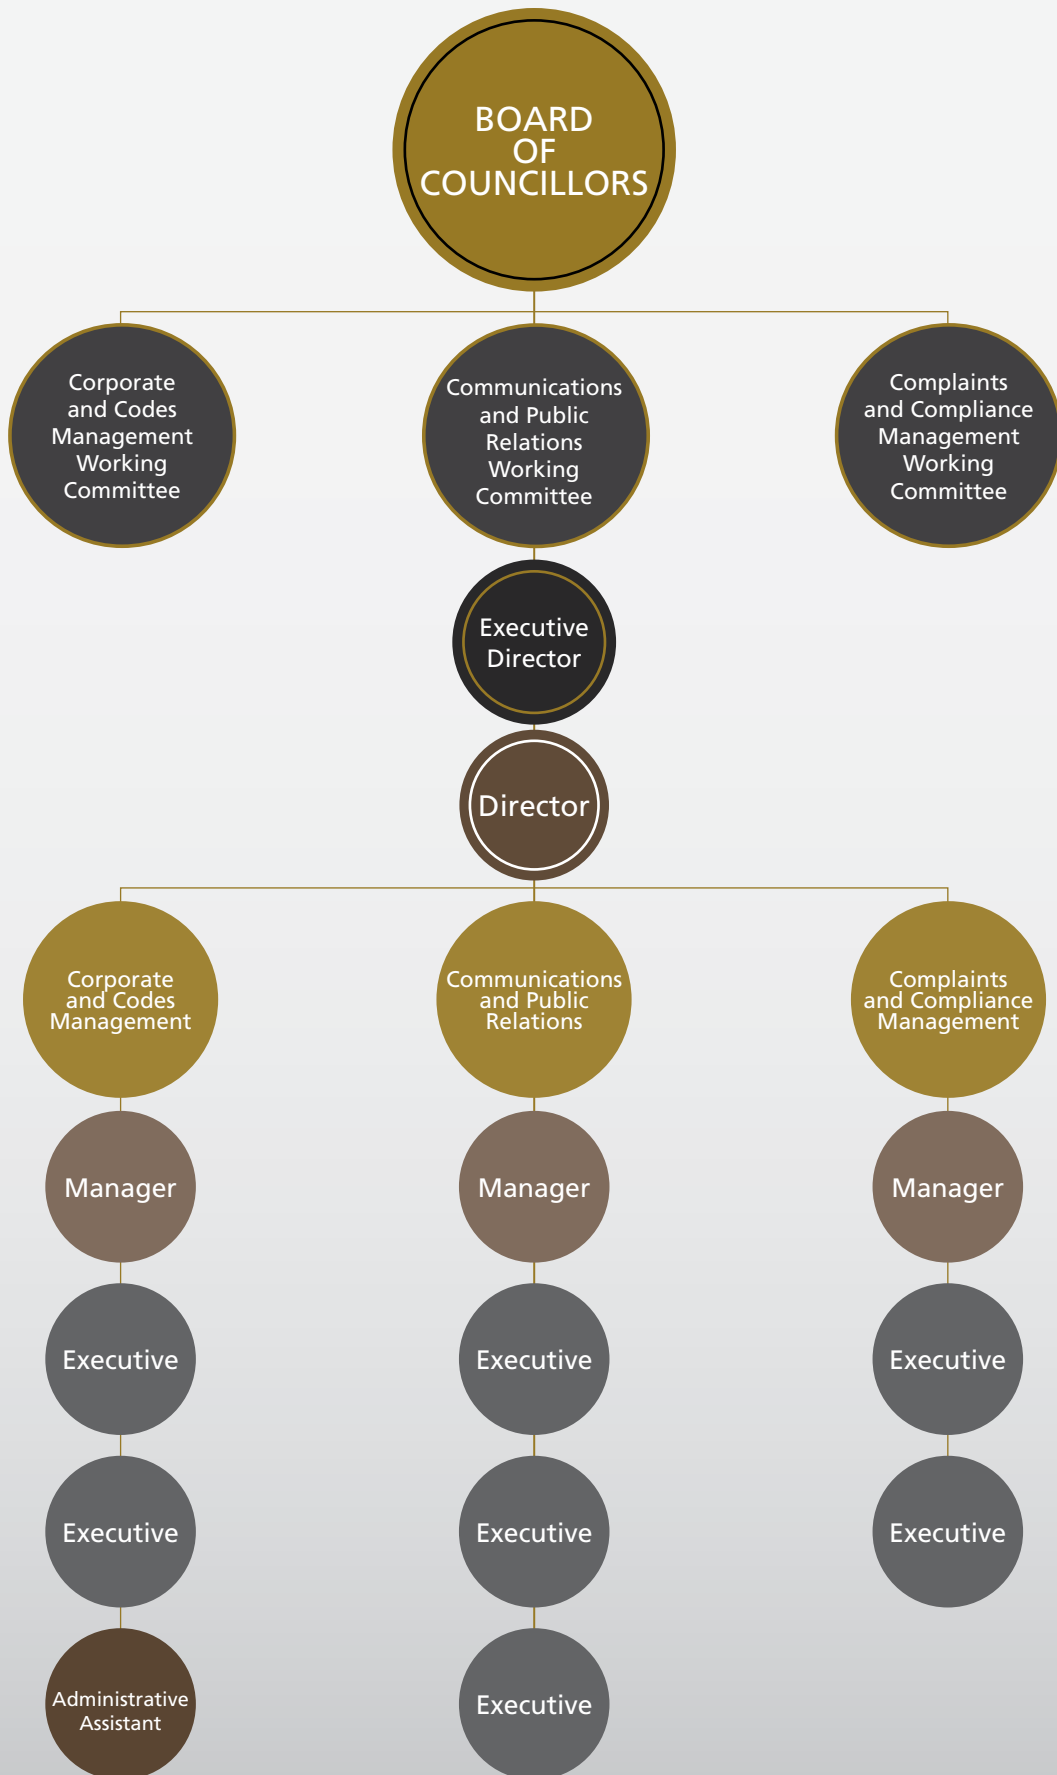 BOARD
OF
COUNCILLORS
Corporate
and Codes
Management
Working
Committee
Communications
and Public
Relations
Working
Committee
Complaints
and Compliance
Management
Working
Committee
Executive
Director
Director
Corporate
and Codes
Management
Communications
and Public
Relations
Complaints
and Compliance
Management
Manager
Manager
Manager
Executive
Executive
Executive
Executive
Executive
Executive
Administrative
Assistant
Executive